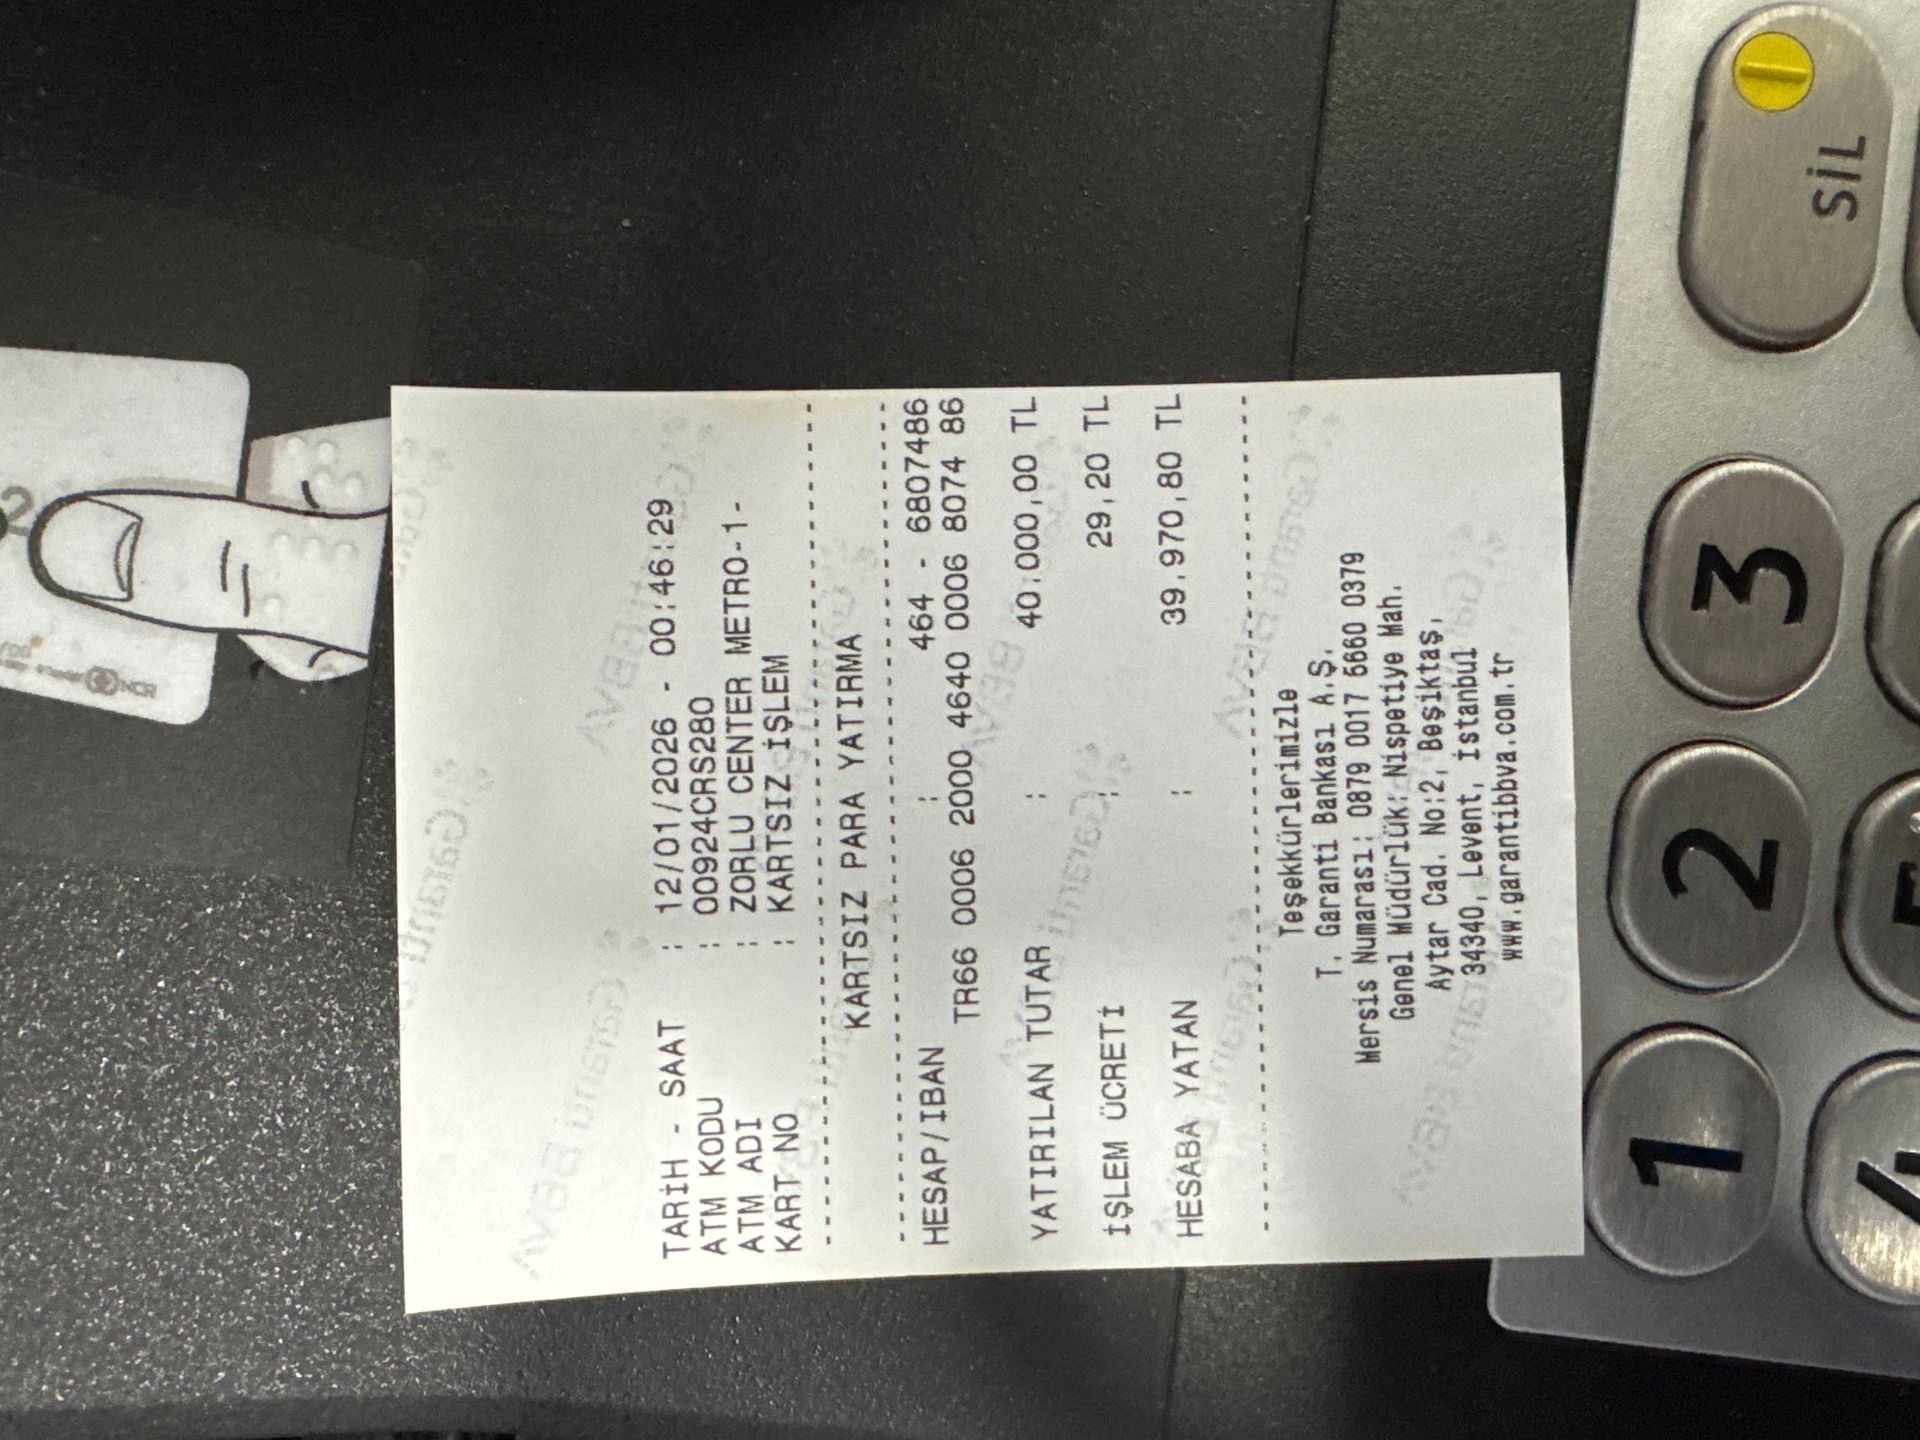 TARİH - SAAT : 12/01/2026 - 00:46:29
ATM KODU : 00924CRS280
ATM ADI : ZORLU CENTER METRO-1-
KART NO : KARTSIZ İŞLEM
KARTSIZ PARA YATIRMA
HESAP/IBAN : 464 - 6807486
TR66 0006 2000 4640 0006 8074 86
YATIRILAN TUTAR : 40.000,00 TL
İŞLEM ÜCRETİ : 29,20 TL
HESABA YATAN : 39.970,80 TL
Teşekkürlerimizle
T. Garanti Bankası A.Ş.
Mersis Numarası: 0879 0017 5660 0379
Genel Müdürlük:Nispetiye Mah.
Aytar Cad. No:2, Beşiktaş,
34340, Levent, İstanbul
www.garantibbva.com.tr
1 2 3 SİL
4
NCR